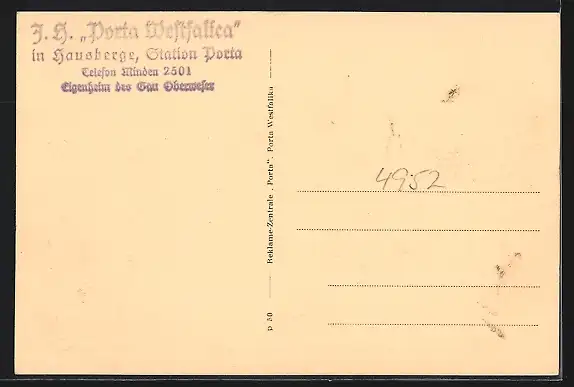 J. H. „Porta Westfalica"
in Hausberge, Station Porta
Telefon Minden 2501
Eigenheim des Gau Oberweser
p 50 Reklame-Zentrale „Porta", Porta Westfalika
4952